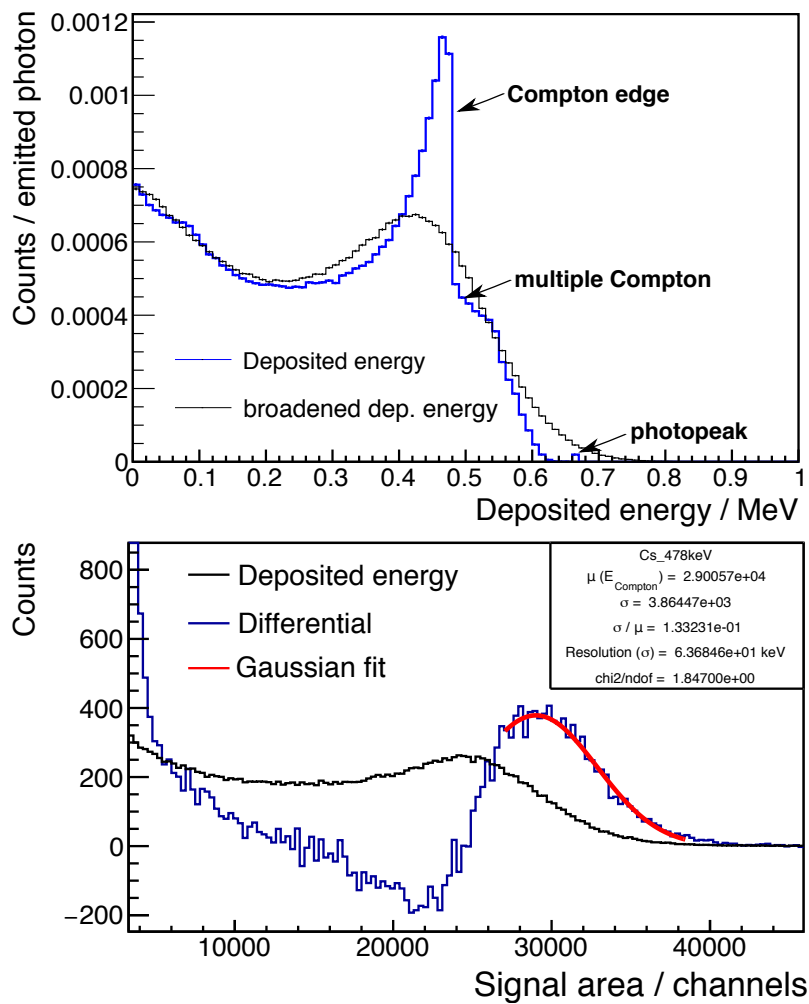 Counts / emitted photon
0.0012
0.001
0.0008
0.0006
0.0004
0.0002
0
Compton edge
multiple Compton
photopeak
Deposited energy
broadened dep. energy
0 0.1 0.2 0.3 0.4 0.5 0.6 0.7 0.8 0.9 1
Deposited energy / MeV
Counts
800
600
400
200
0
−200
Deposited energy
Differential
Gaussian fit
Cs_478keV
μ (E_Compton) = 2.90057e+04
σ = 3.86447e+03
σ / μ = 1.33231e-01
Resolution (σ) = 6.36846e+01 keV
chi2/ndof = 1.84700e+00
10000 20000 30000 40000
Signal area / channels